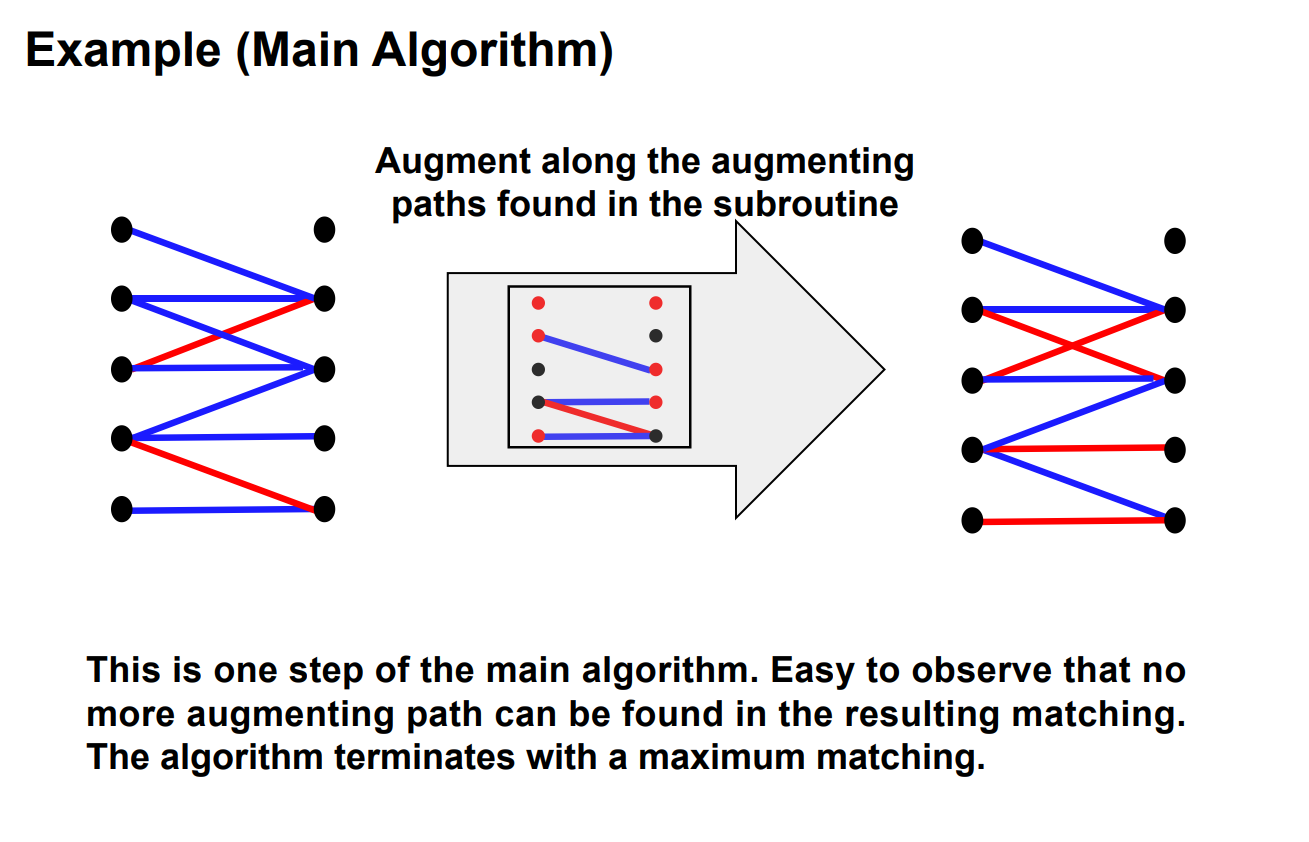 Example (Main Algorithm)
Augment along the augmenting
paths found in the subroutine
This is one step of the main algorithm. Easy to observe that no
more augmenting path can be found in the resulting matching.
The algorithm terminates with a maximum matching.